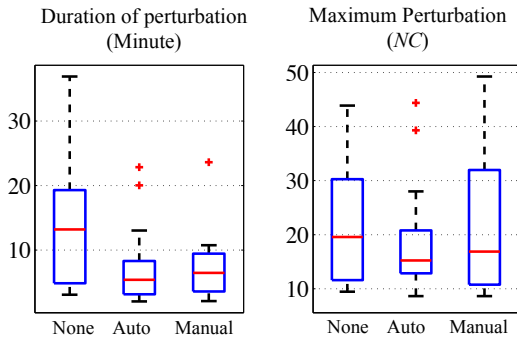 Duration of perturbation
(Minute)
30
20
10
None Auto Manual
Maximum Perturbation
(NC)
50
40
30
20
10
None Auto Manual